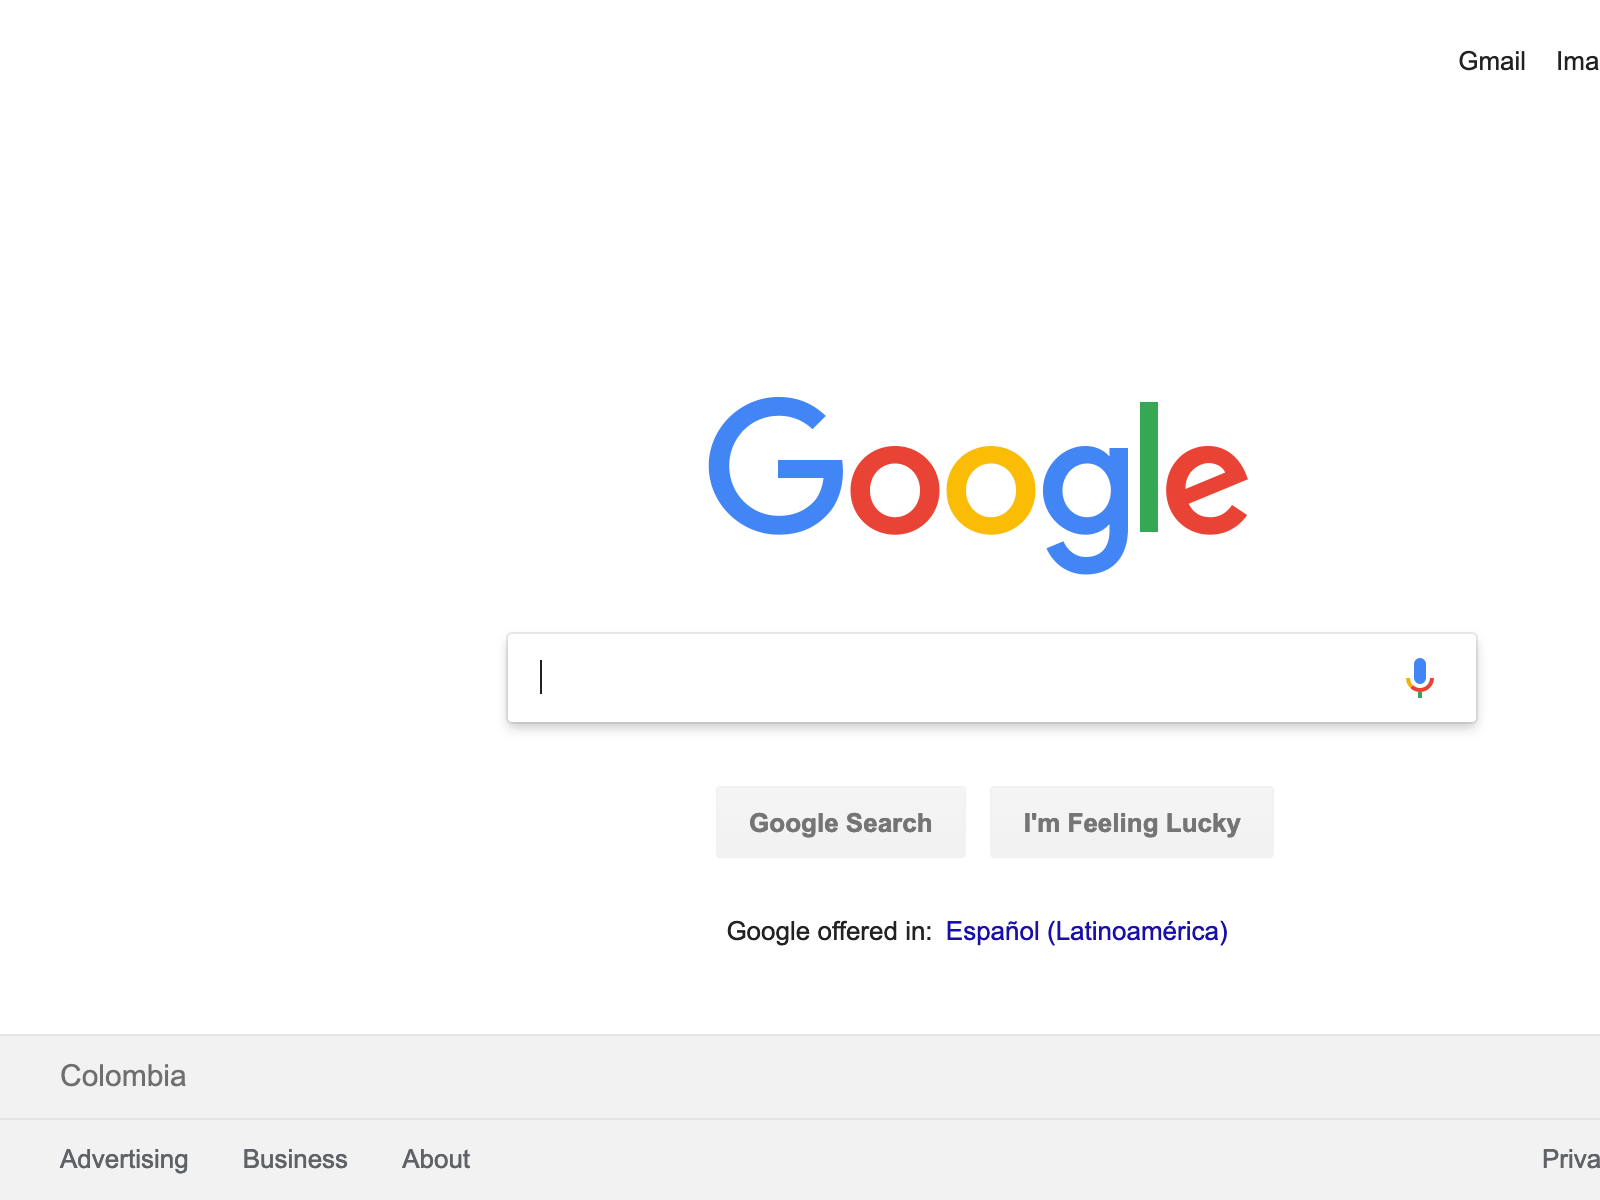 Gmail Ima
Google
Google Search I'm Feeling Lucky
Google offered in: Español (Latinoamérica)
Colombia
Advertising Business About Priva